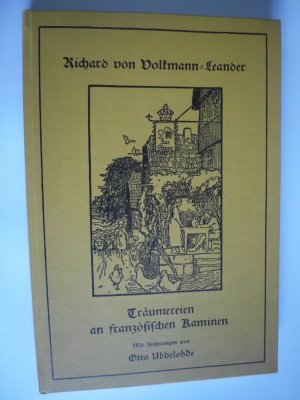 Richard von Volkmann-Leander
Träumereien
an französischen Kaminen
Mit Zeichnungen von
Otto Ubbelohde